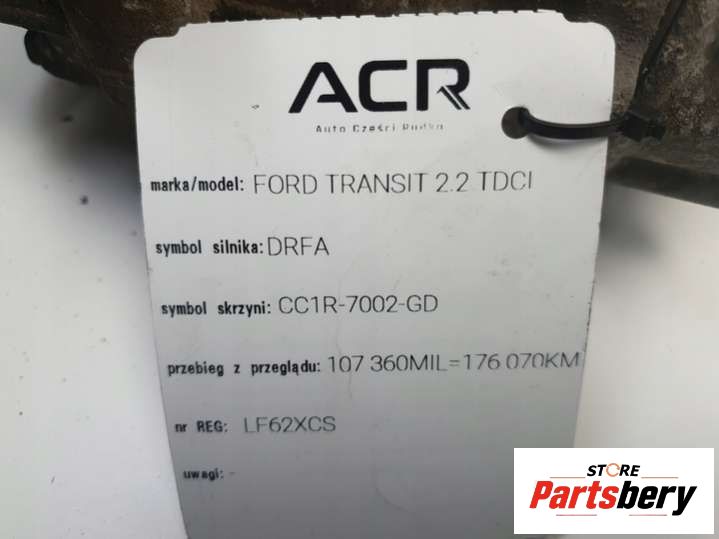 ACR
Auto Części Rudka
marka/model: FORD TRANSIT 2.2 TDCI
symbol silnika: DRFA
symbol skrzyni: CC1R-7002-GD
przebieg z przeglądu: 107 360MIL=176 070KM
nr REG: LF62XCS
uwagi: -
STORE
Partsbery